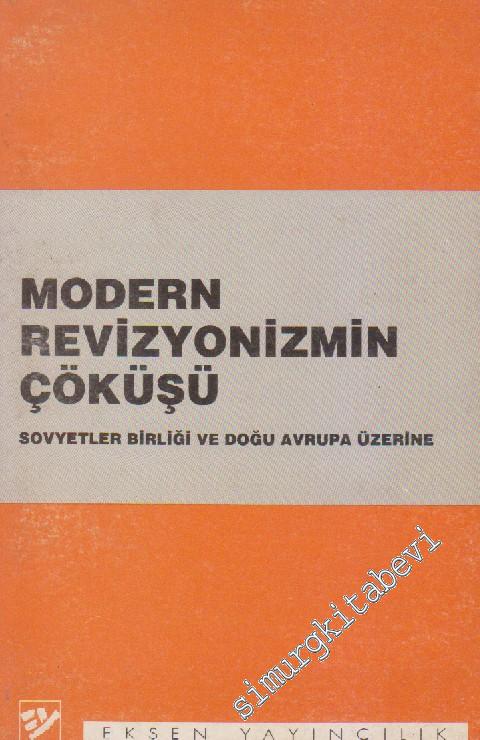 MODERN
REVİZYONİZMİN
ÇÖKÜŞÜ
SOVYETLER BİRLİĞİ VE DOĞU AVRUPA ÜZERİNE
simurgkitabevi
EKSEN YAYINCILIK